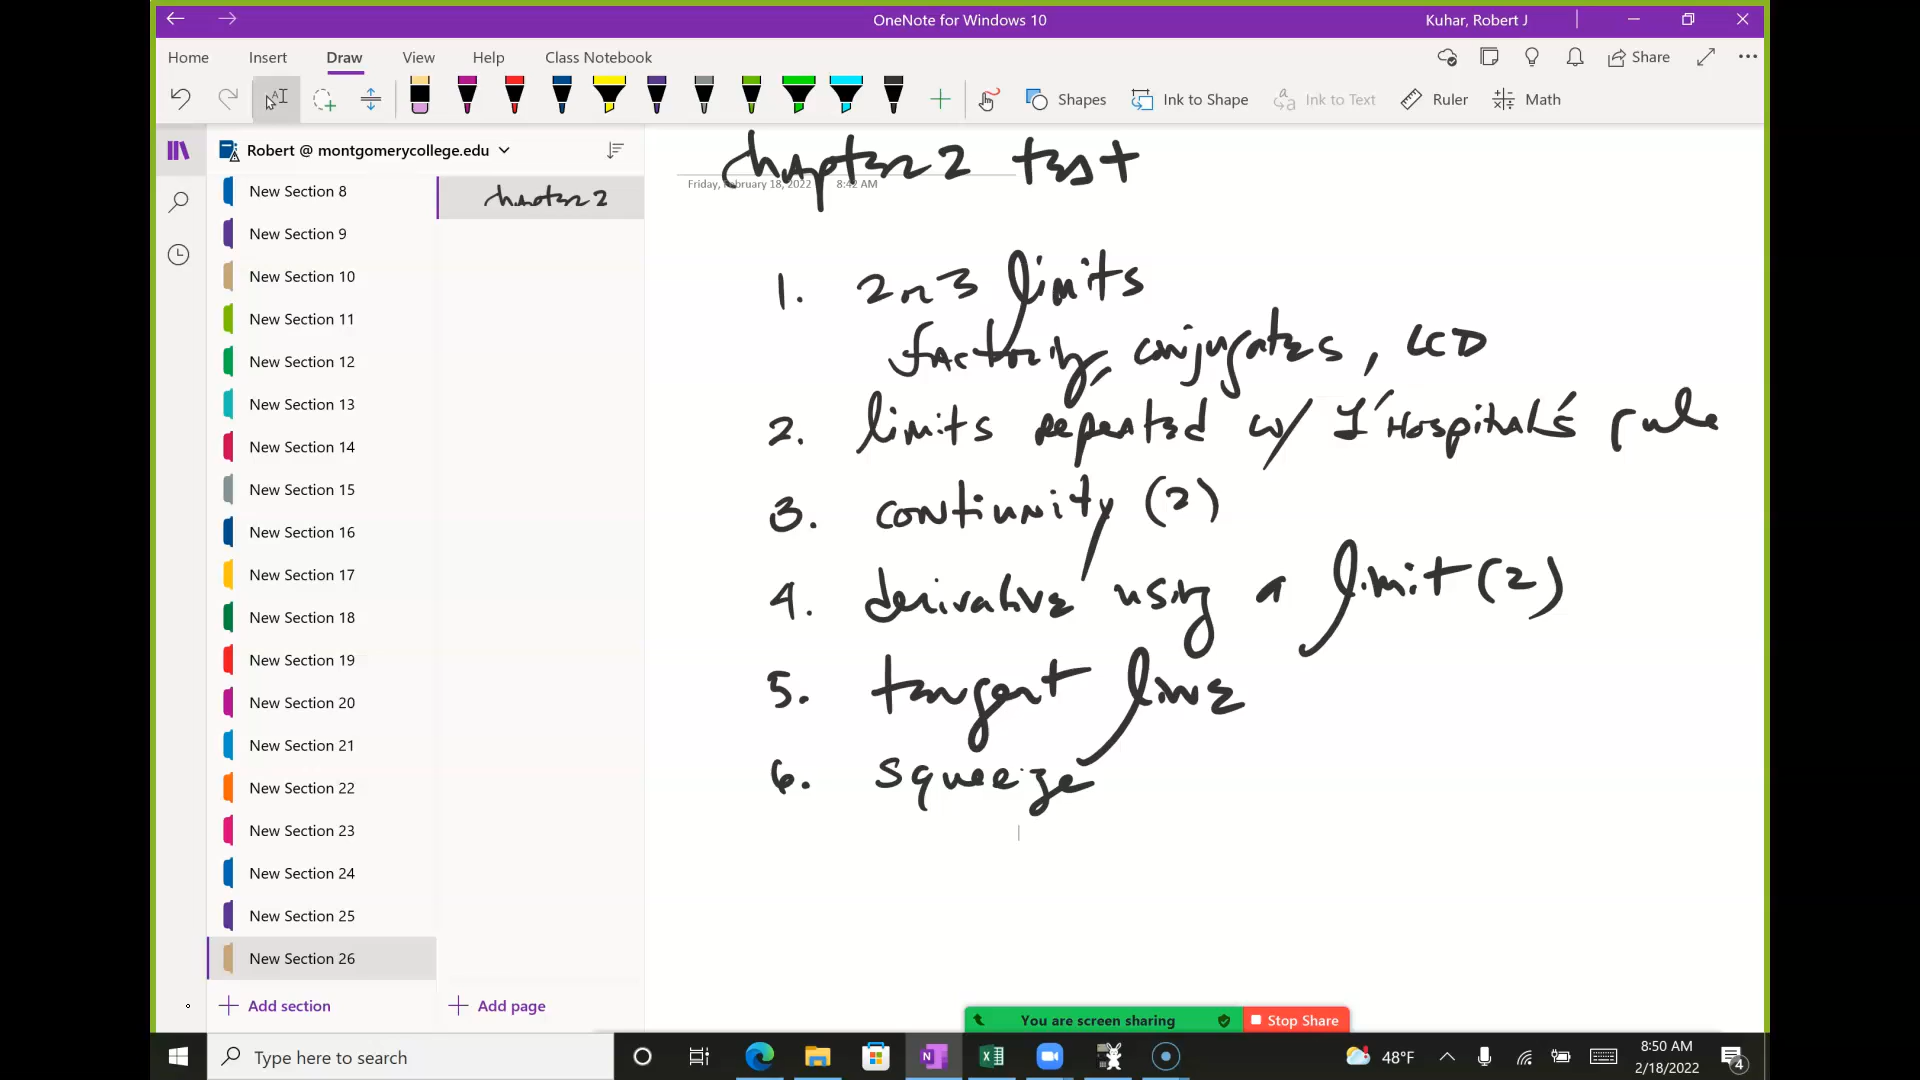 OneNote for Windows 10
Kuhar, Robert J
Home Insert Draw View Help Class Notebook
Share
Shapes Ink to Shape Ink to Text Ruler Math
Robert @ montgomerycollege.edu
New Section 8
New Section 9
New Section 10
New Section 11
New Section 12
New Section 13
New Section 14
New Section 15
New Section 16
New Section 17
New Section 18
New Section 19
New Section 20
New Section 21
New Section 22
New Section 23
New Section 24
New Section 25
New Section 26
Add section
chapter 2
Add page
chapter 2 test
Friday, February 18, 2022 8:42 AM
1. 2 or 3 limits
factoring, conjugates, LCD
2. limits repeated w/ L'Hospital's rule
3. continuity (2)
4. derivative using a limit (2)
5. tangent line
6. squeeze
You are screen sharing Stop Share
Type here to search
48°F
8:50 AM
2/18/2022
4